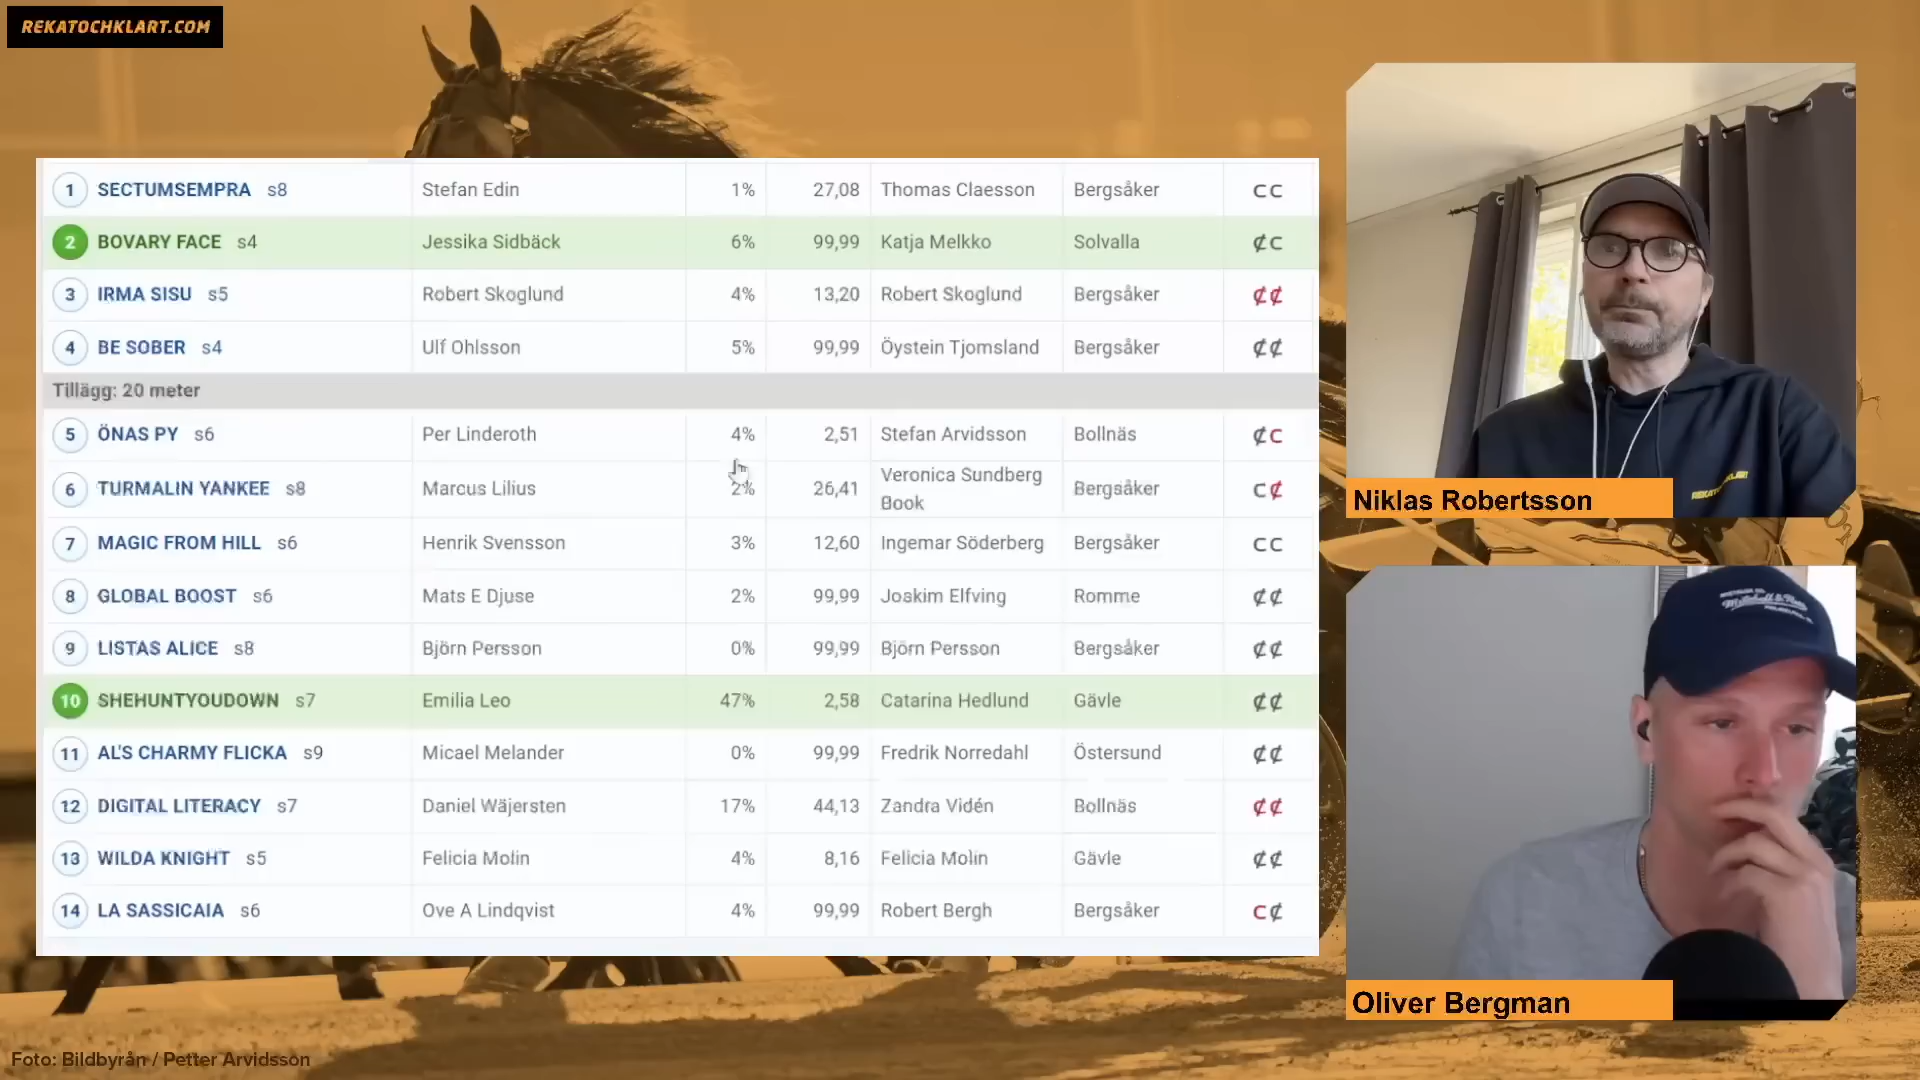 REKATOCHKLART.COM
1 SECTUMSEMPRA s8 Stefan Edin 1% 27,08 Thomas Claesson Bergsåker C C
2 BOVARY FACE s4 Jessika Sidbäck 6% 99,99 Katja Melkko Solvalla ₵ C
3 IRMA SISU s5 Robert Skoglund 4% 13,20 Robert Skoglund Bergsåker ₵ ₵
4 BE SOBER s4 Ulf Ohlsson 5% 99,99 Öystein Tjomsland Bergsåker ₵ ₵
Tillägg: 20 meter
5 ÖNAS PY s6 Per Linderoth 4% 2,51 Stefan Arvidsson Bollnäs ₵ C
6 TURMALIN YANKEE s8 Marcus Lilius 2% 26,41 Veronica Sundberg Book Bergsåker C ₵
7 MAGIC FROM HILL s6 Henrik Svensson 3% 12,60 Ingemar Söderberg Bergsåker C C
8 GLOBAL BOOST s6 Mats E Djuse 2% 99,99 Joakim Elfving Romme ₵ ₵
9 LISTAS ALICE s8 Björn Persson 0% 99,99 Björn Persson Bergsåker ₵ ₵
10 SHEHUNTYOUDOWN s7 Emilia Leo 47% 2,58 Catarina Hedlund Gävle ₵ ₵
11 AL'S CHARMY FLICKA s9 Micael Melander 0% 99,99 Fredrik Norredahl Östersund ₵ ₵
12 DIGITAL LITERACY s7 Daniel Wäjersten 17% 44,13 Zandra Vidén Bollnäs ₵ ₵
13 WILDA KNIGHT s5 Felicia Molin 4% 8,16 Felicia Molin Gävle ₵ ₵
14 LA SASSICAIA s6 Ove A Lindqvist 4% 99,99 Robert Bergh Bergsåker C ₵
Niklas Robertsson
Mitchell & Ness
Oliver Bergman
Foto: Bildbyrån / Petter Arvidsson